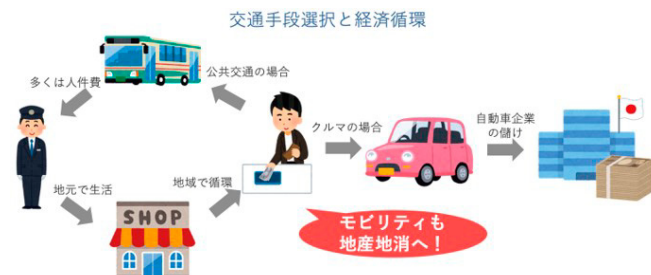 交通手段選択と経済循環
公共交通の場合
多くは人件費
クルマの場合
自動車企業
の儲け
地元で生活
地域で循環
SHOP
モビリティも
地産地消へ！